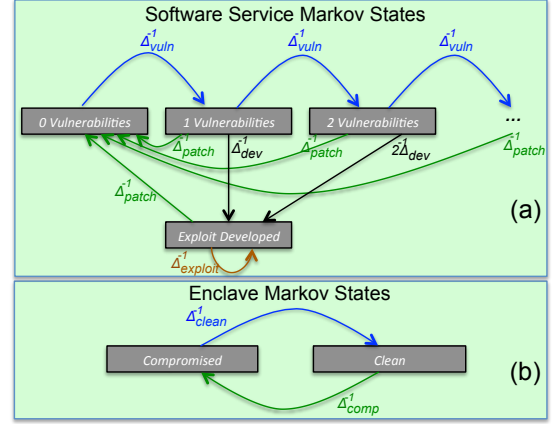 Software Service Markov States
Δ⁻¹vuln Δ⁻¹vuln Δ⁻¹vuln
0 Vulnerabilities 1 Vulnerabilities 2 Vulnerabilities ...
Δ⁻¹patch Δ⁻¹dev Δ⁻¹patch 2Δ⁻¹dev Δ⁻¹patch
Δ⁻¹patch
(a)
Exploit Developed
Δ⁻¹exploit
Enclave Markov States
Δ⁻¹clean
Compromised Clean
(b)
Δ⁻¹comp